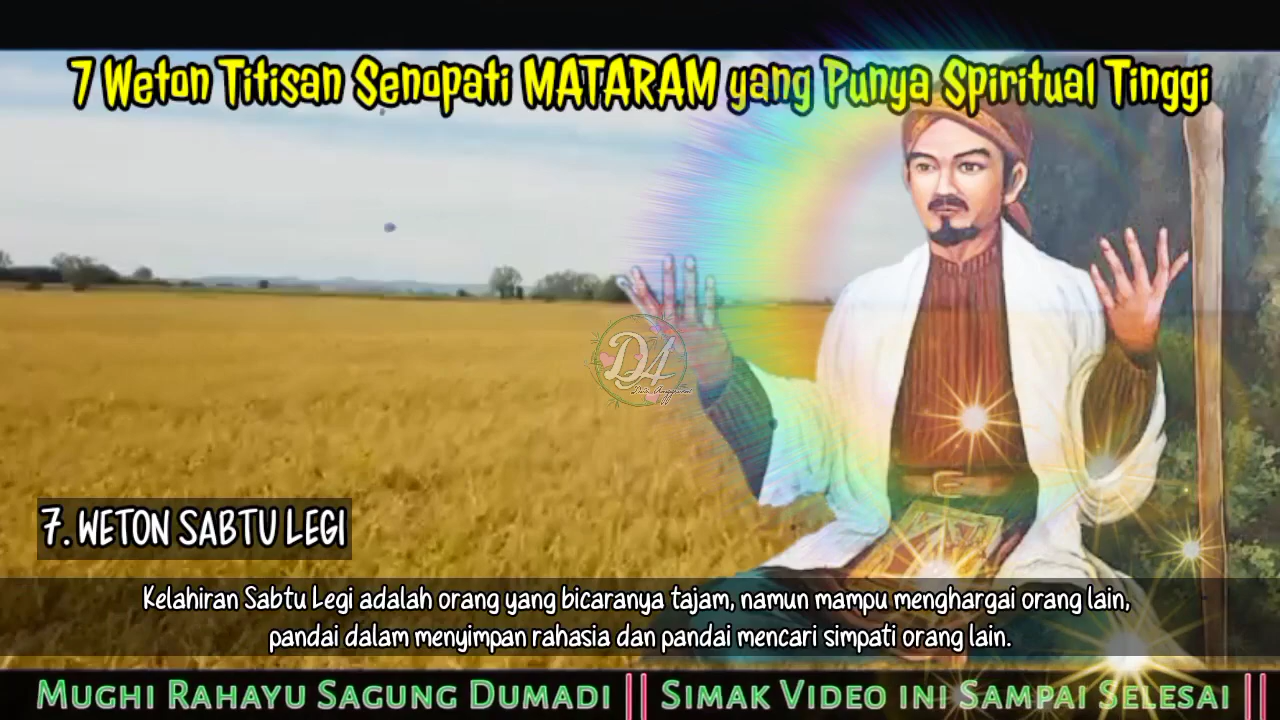 7 Weton Titisan Senopati MATARAM yang Punya Spiritual Tinggi
DA
7. WETON SABTU LEGI
Kelahiran Sabtu Legi adalah orang yang bicaranya tajam, namun mampu menghargai orang lain,
pandai dalam menyimpan rahasia dan pandai mencari simpati orang lain.
Mughi Rahayu Sagung Dumadi || Simak Video ini Sampai Selesai ||